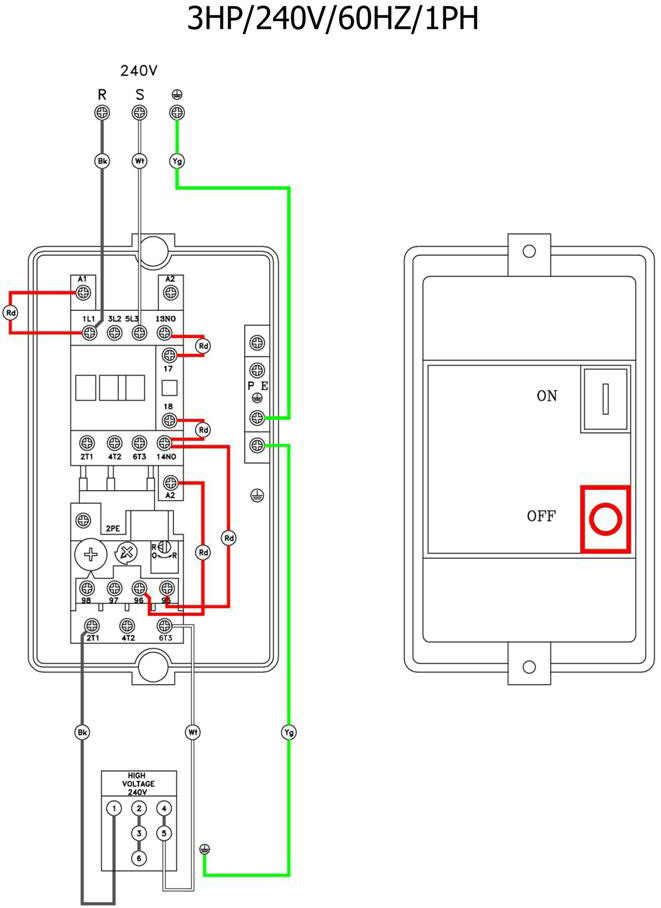 3HP/240V/60HZ/1PH
240V
R S
Bk Wt Yg
A1 A2
Rd
1L1 3L2 5L3 13NO
Rd
17
P E
ON
18
Rd
2T1 4T2 6T3 14NO
A2
OFF
2PE
R
O R
Rd Rd
98 97 96 95
2T1 4T2 6T3
Bk Wt Yg
HIGH
VOLTAGE
240V
1 2 4
3 5
6